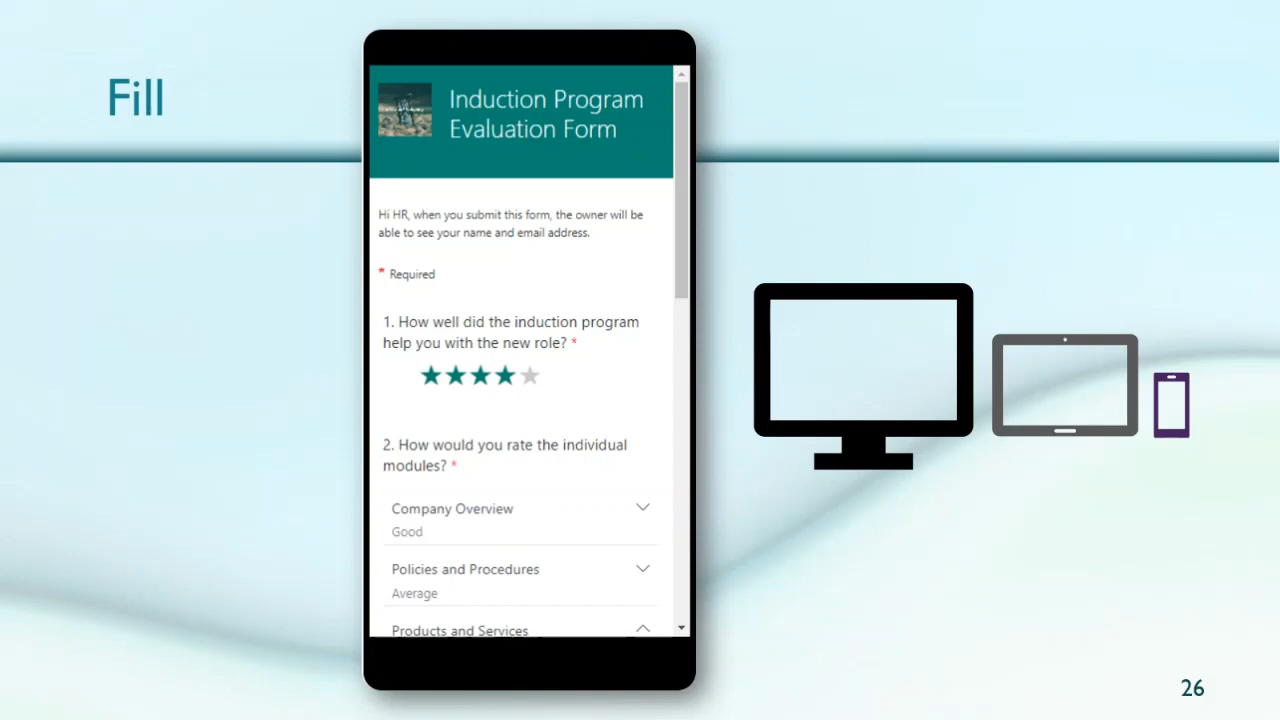 Fill
Induction Program
Evaluation Form
Hi HR, when you submit this form, the owner will be
able to see your name and email address.
* Required
1. How well did the induction program
help you with the new role? *
2. How would you rate the individual
modules? *
Company Overview
Good
Policies and Procedures
Average
Products and Services
26